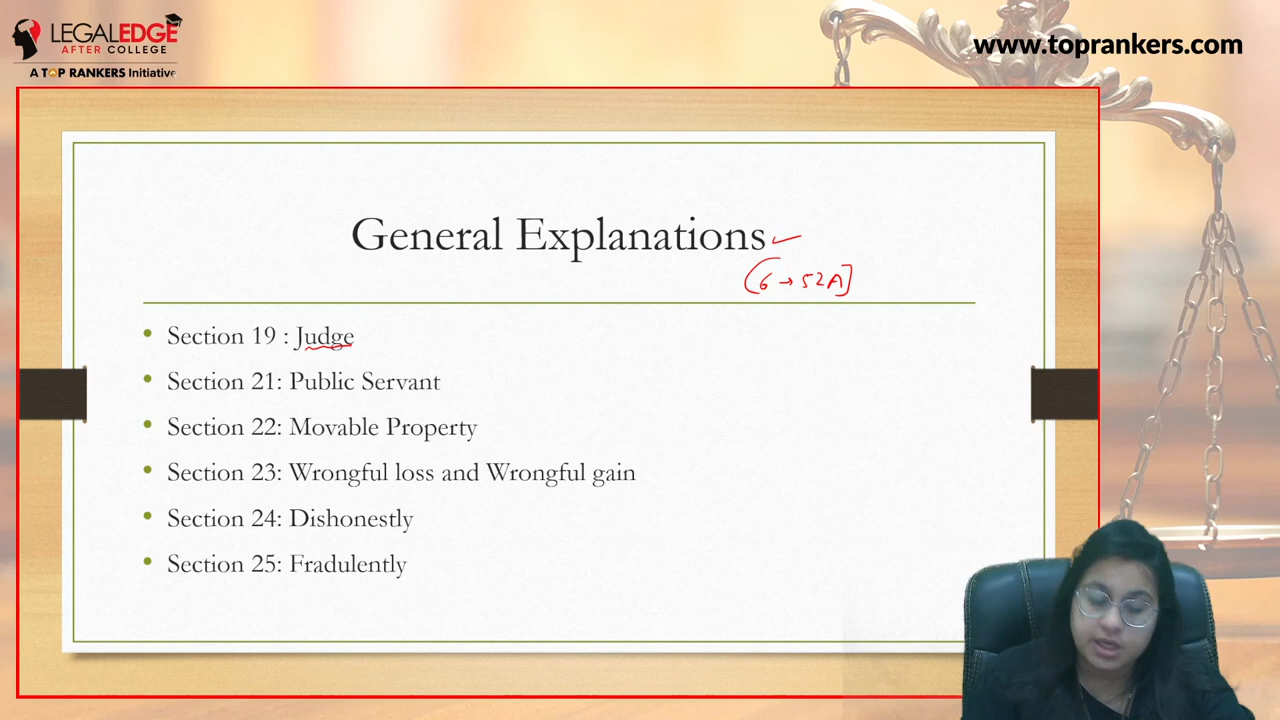 LEGALEDGE
AFTER COLLEGE
A TOP RANKERS Initiative
www.toprankers.com
General Explanations
(6 → 52A]
• Section 19 : Judge
• Section 21: Public Servant
• Section 22: Movable Property
• Section 23: Wrongful loss and Wrongful gain
• Section 24: Dishonestly
• Section 25: Fradulently